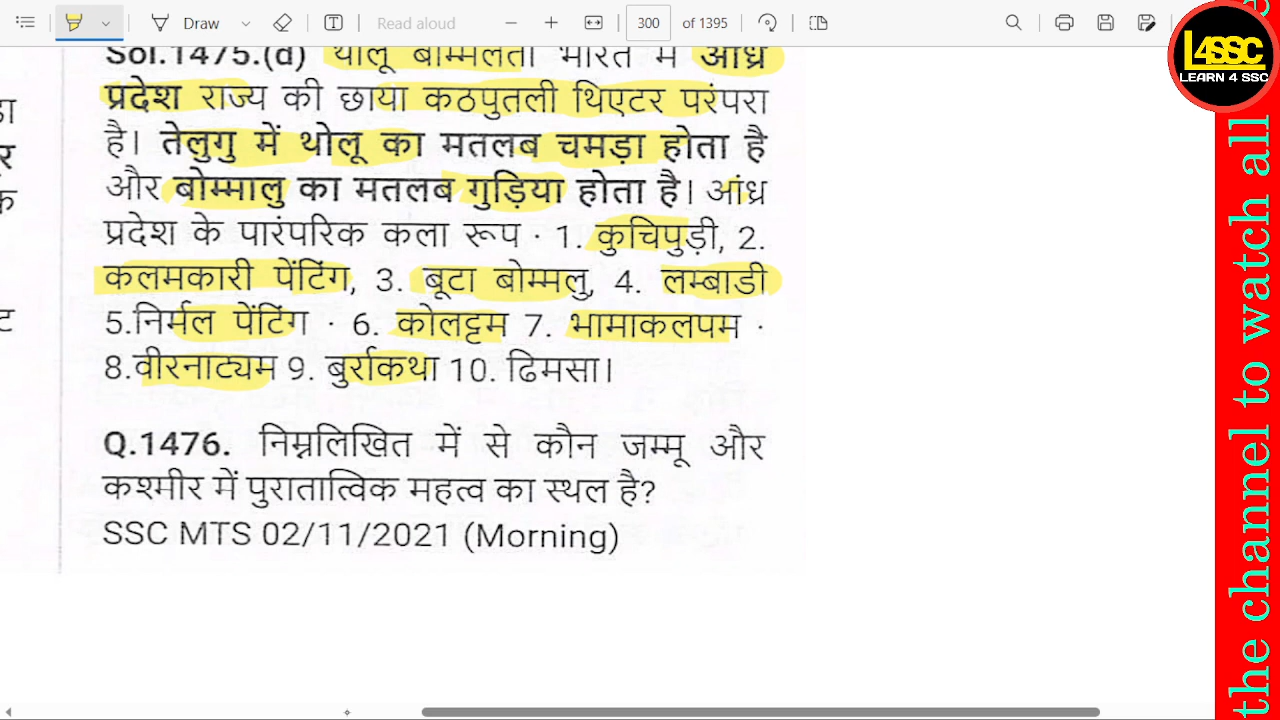 Draw
Read aloud
300 of 1395
L4SSC
LEARN 4 SSC
Sol.1475.(d) थोलू बोम्मलता भारत में आंध्र
प्रदेश राज्य की छाया कठपुतली थिएटर परंपरा
है। तेलुगु में थोलू का मतलब चमड़ा होता है
और बोम्मालु का मतलब गुड़िया होता है। आंध्र
प्रदेश के पारंपरिक कला रूप · 1. कुचिपुड़ी, 2.
कलमकारी पेंटिंग, 3. बूटा बोम्मलु, 4. लम्बाडी
5.निर्मल पेंटिंग · 6. कोलट्टम 7. भामाकलपम ·
8.वीरनाट्यम 9. बुर्राकथा 10. ढिमसा।
Q.1476. निम्नलिखित में से कौन जम्मू और
कश्मीर में पुरातात्विक महत्व का स्थल है?
SSC MTS 02/11/2021 (Morning)
the channel to watch all